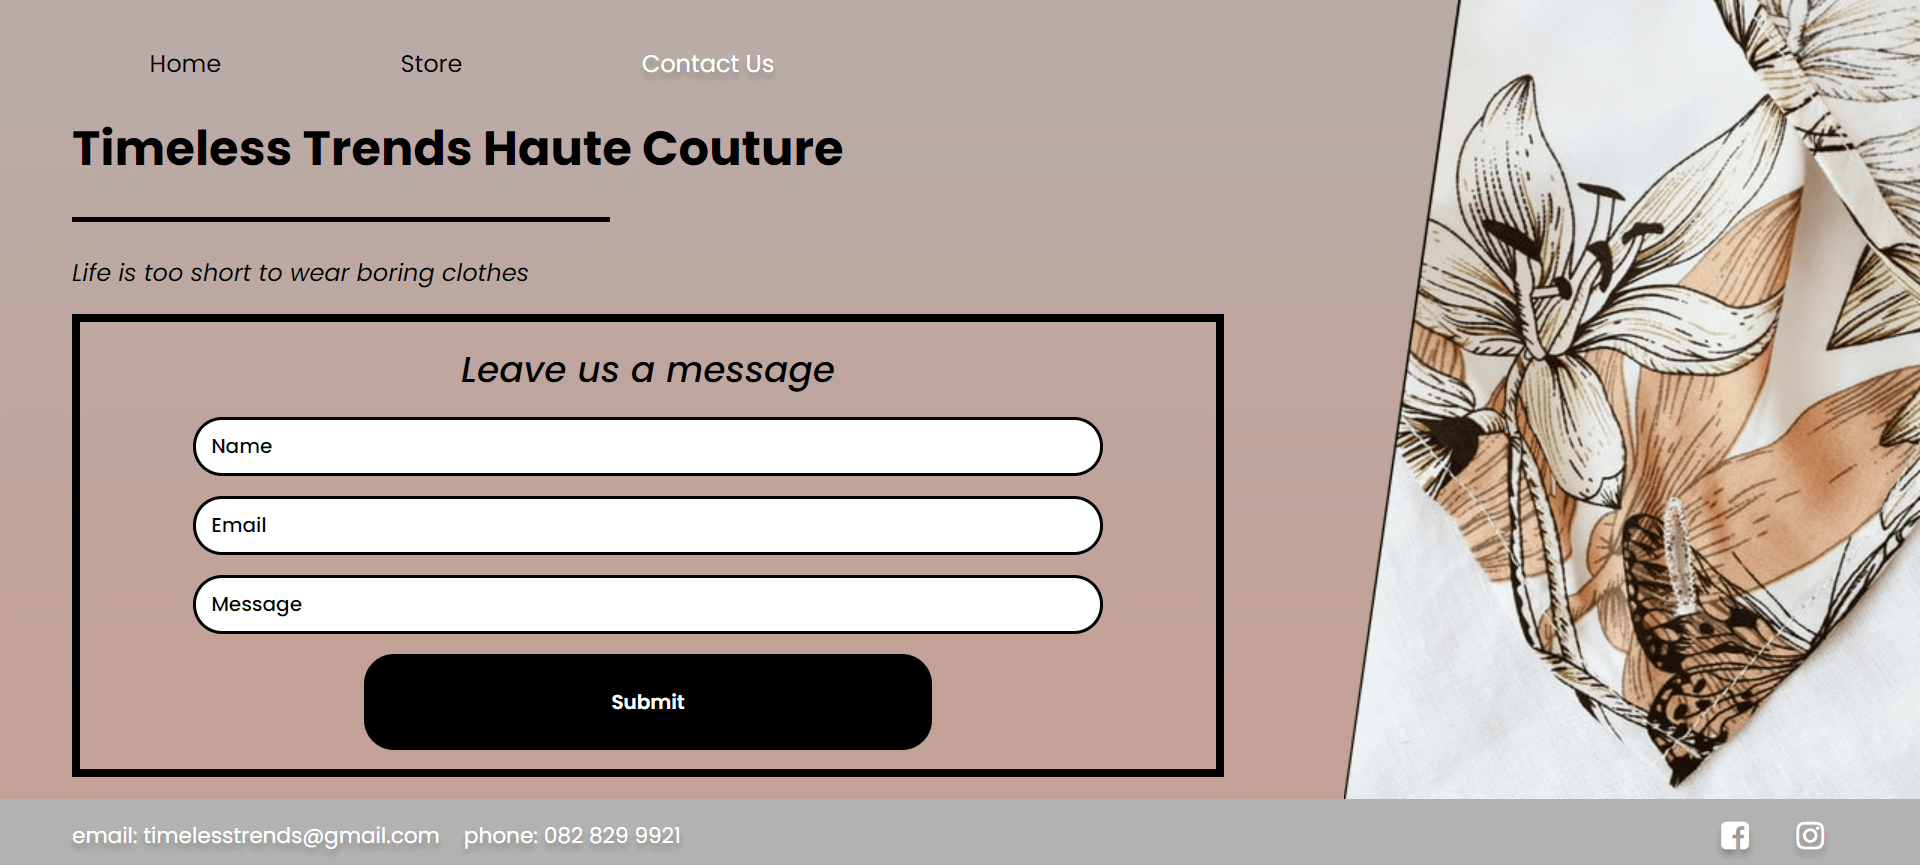 Home Store Contact Us
Timeless Trends Haute Couture
Life is too short to wear boring clothes
Leave us a message
Name
Email
Message
Submit
email: timelesstrends@gmail.com phone: 082 829 9921